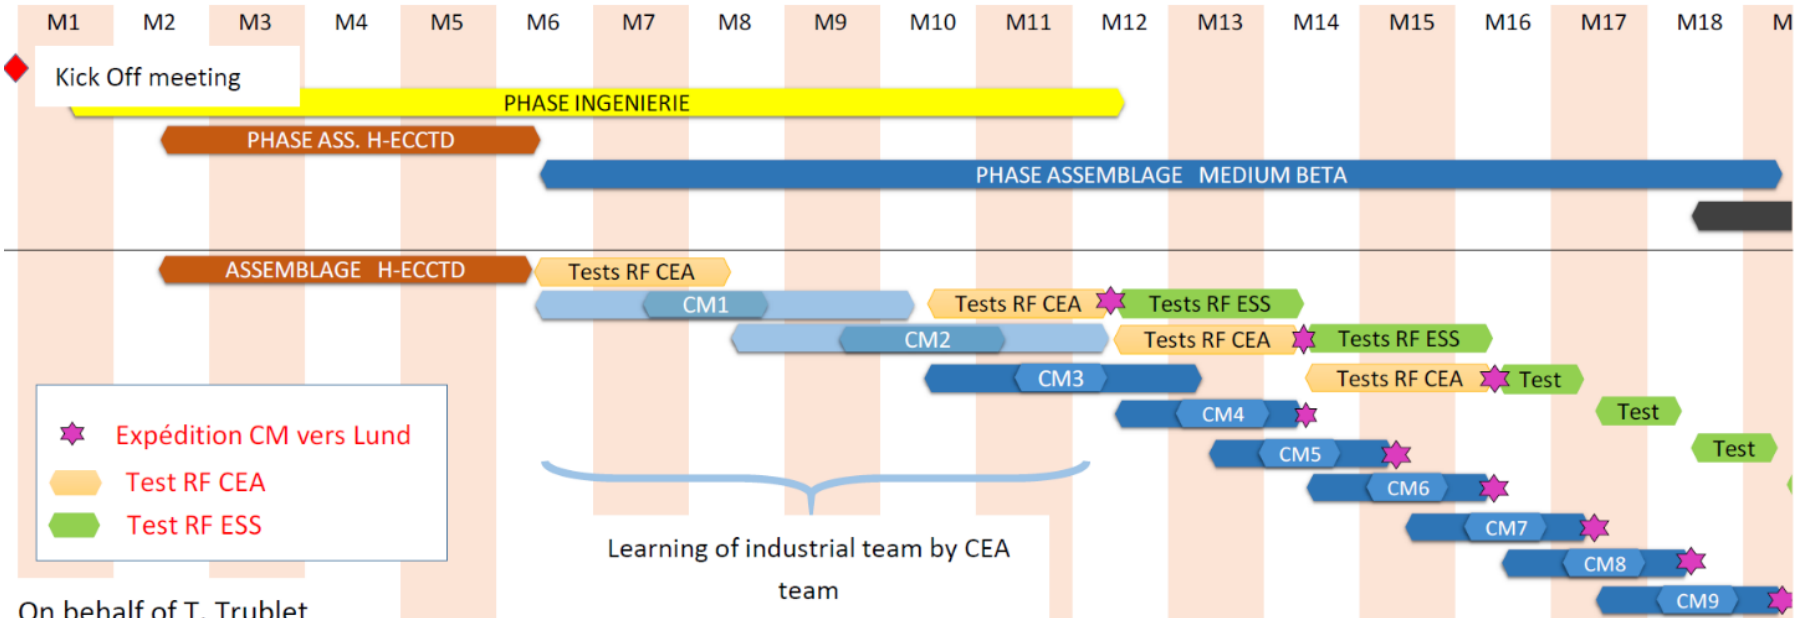 M1 M2 M3 M4 M5 M6 M7 M8 M9 M10 M11 M12 M13 M14 M15 M16 M17 M18 M
Kick Off meeting
PHASE INGENIERIE
PHASE ASS. H-ECCTD
PHASE ASSEMBLAGE MEDIUM BETA
ASSEMBLAGE H-ECCTD Tests RF CEA
CM1 Tests RF CEA Tests RF ESS
CM2 Tests RF CEA Tests RF ESS
CM3 Tests RF CEA Test
CM4 Test
CM5 Test
CM6
CM7
CM8
CM9
Expédition CM vers Lund
Test RF CEA
Test RF ESS
Learning of industrial team by CEA
team
On behalf of T. Trublet